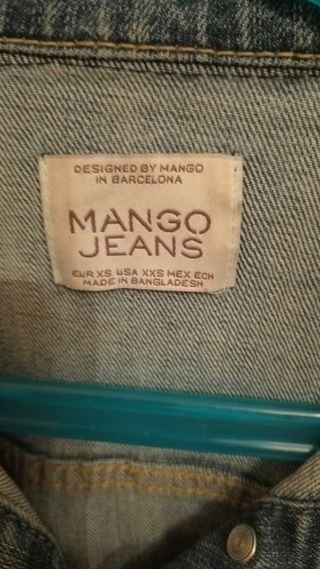 DESIGNED BY MANGO
IN BARCELONA
MANGO
JEANS
EUR XS USA XXS MEX ECH
MADE IN BANGLADESH